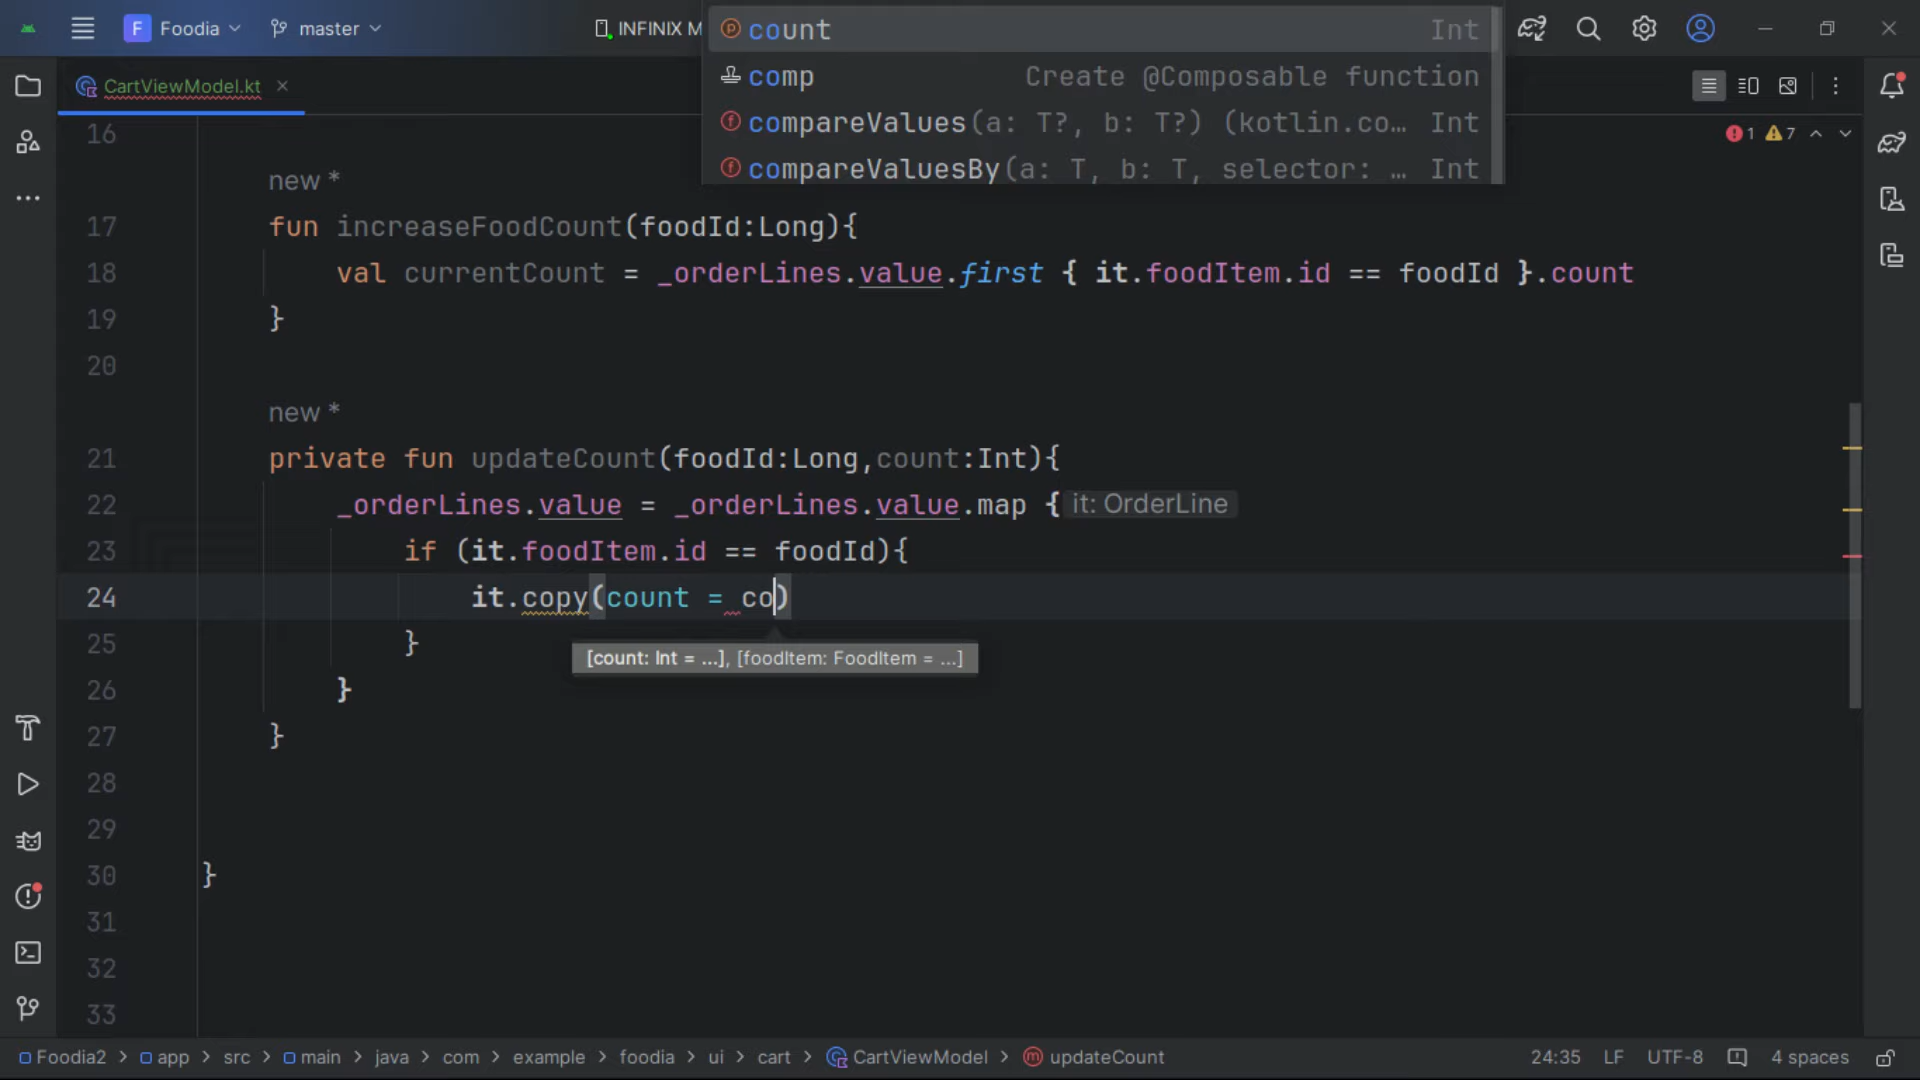 F Foodia master INFINIX M
count Int
comp Create @Composable function
compareValues(a: T?, b: T?) (kotlin.co… Int
compareValuesBy(a: T, b: T, selector: … Int
CartViewModel.kt
1 7
16
new *
17 fun increaseFoodCount(foodId:Long){
18 val currentCount = _orderLines.value.first { it.foodItem.id == foodId }.count
19 }
20
new *
21 private fun updateCount(foodId:Long,count:Int){
22 _orderLines.value = _orderLines.value.map { it: OrderLine
23 if (it.foodItem.id == foodId){
24 it.copy(count = co)
25 }
[count: Int = ...], [foodItem: FoodItem = ...]
26 }
27 }
28
29
30 }
31
32
33
Foodia2 > app > src > main > java > com > example > foodia > ui > cart > CartViewModel > updateCount 24:35 LF UTF-8 4 spaces